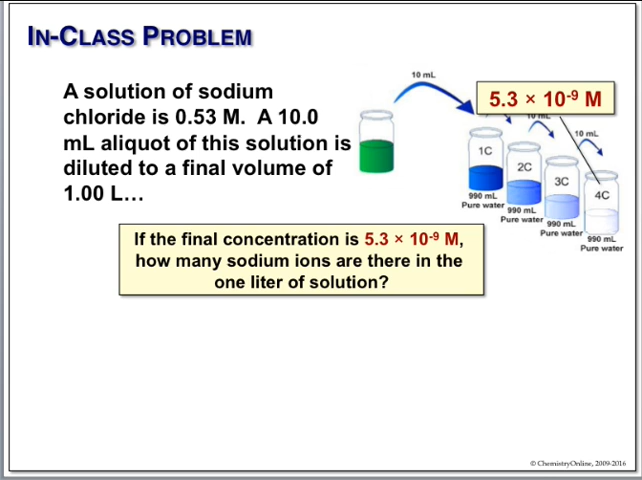 IN-CLASS PROBLEM
A solution of sodium
chloride is 0.53 M.  A 10.0
mL aliquot of this solution is
diluted to a final volume of
1.00 L…
10 mL
5.3 × 10⁻⁹ M
10 mL
10 mL
1C
2C
3C
4C
990 mL
Pure water
990 mL
Pure water
990 mL
Pure water
990 mL
Pure water
If the final concentration is 5.3 × 10⁻⁹ M,
how many sodium ions are there in the
one liter of solution?
© ChemistryOnline, 2009-2016